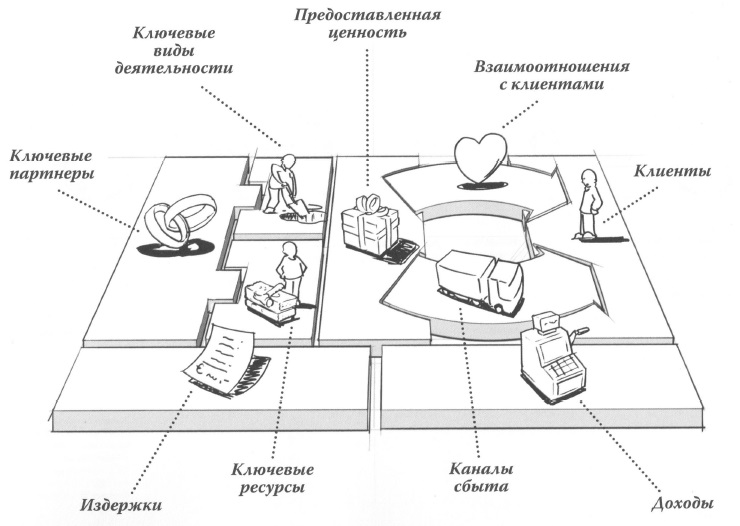 Предоставленная
ценность
Ключевые
виды
деятельности
Взаимоотношения
с клиентами
Ключевые
партнеры
Клиенты
Ключевые
ресурсы
Каналы
сбыта
Издержки
Доходы